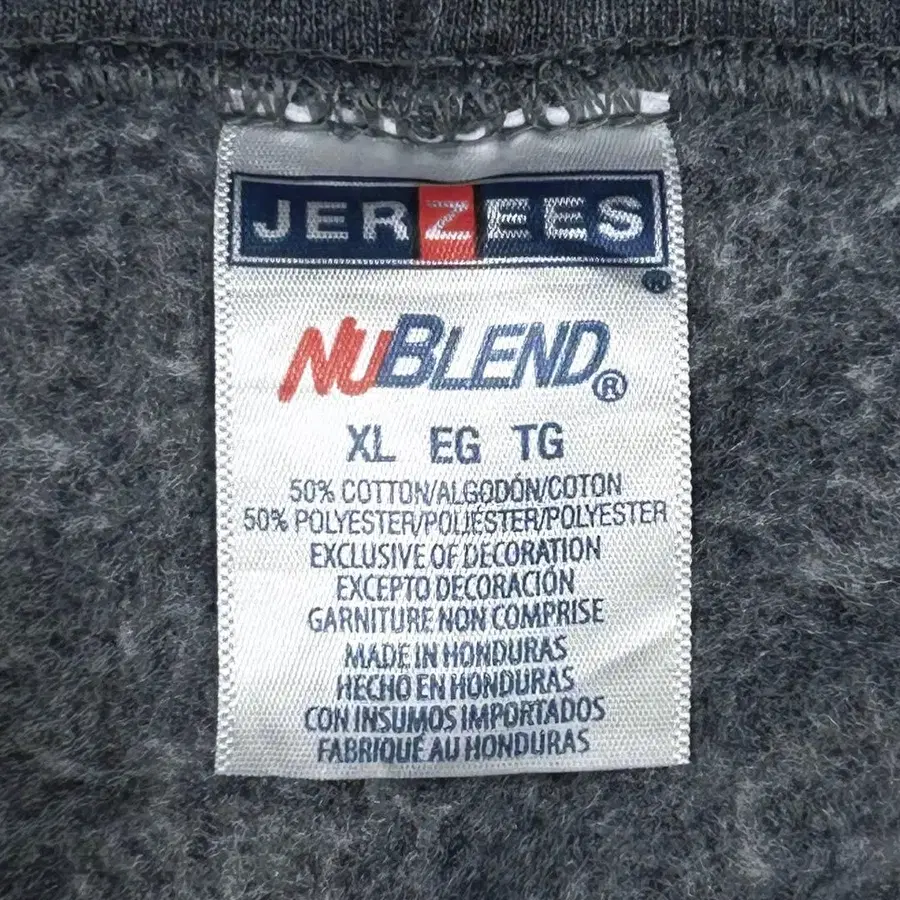 JERZEES
®
NUBLEND®
XL EG TG
50% COTTON/ALGODÓN/COTON
50% POLYESTER/POLIÉSTER/POLYESTER
EXCLUSIVE OF DECORATION
EXCEPTO DECORACIÓN
GARNITURE NON COMPRISE
MADE IN HONDURAS
HECHO EN HONDURAS
CON INSUMOS IMPORTADOS
FABRIQUÉ AU HONDURAS